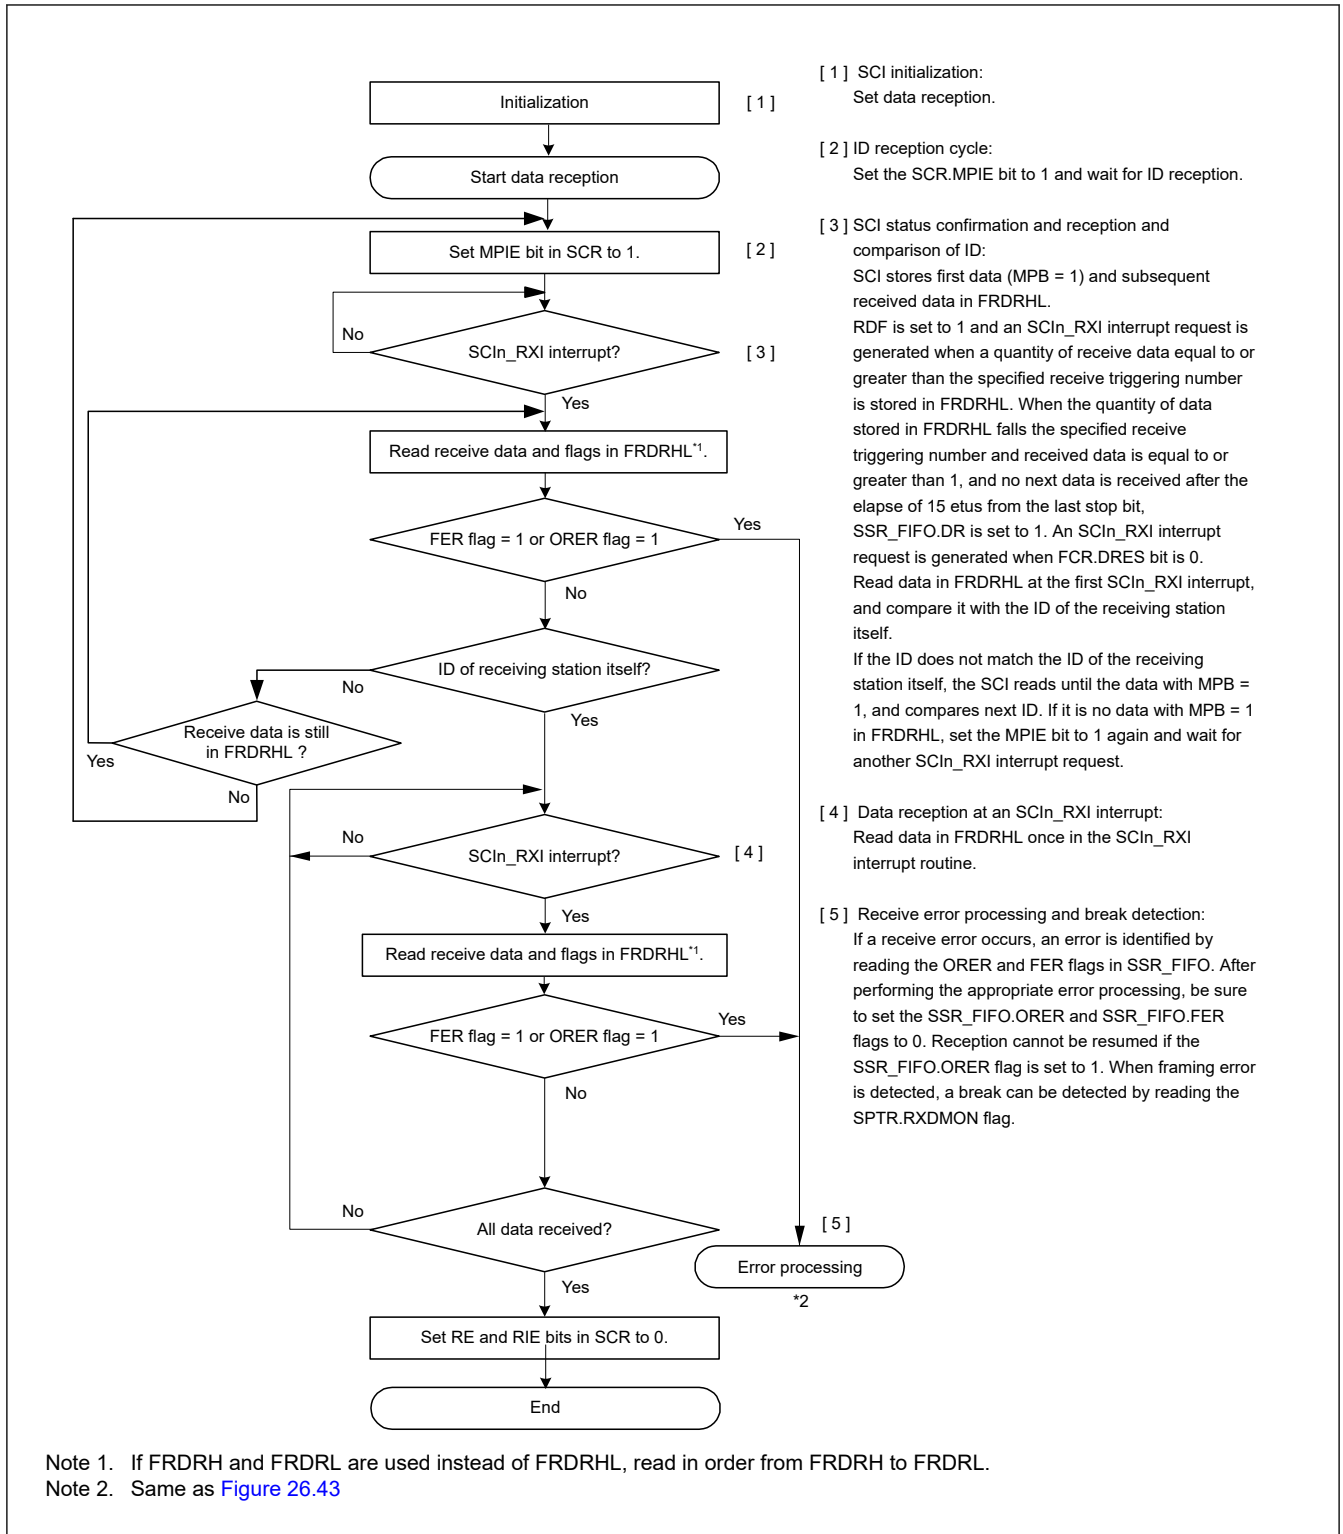 Initialization
[ 1 ]
Start data reception
Set MPIE bit in SCR to 1.
[ 2 ]
No
SCIn_RXI interrupt?
[ 3 ]
Yes
Read receive data and flags in FRDRHL*1.
FER flag = 1 or ORER flag = 1
Yes
No
ID of receiving station itself?
No
Yes
Receive data is still
in FRDRHL ?
Yes
No
No
SCIn_RXI interrupt?
[ 4 ]
Yes
Read receive data and flags in FRDRHL*1.
FER flag = 1 or ORER flag = 1
Yes
No
No
All data received?
Yes
[ 5 ]
Error processing
*2
Set RE and RIE bits in SCR to 0.
End
[ 1 ] SCI initialization:
Set data reception.
[ 2 ] ID reception cycle:
Set the SCR.MPIE bit to 1 and wait for ID reception.
[ 3 ] SCI status confirmation and reception and
comparison of ID:
SCI stores first data (MPB = 1) and subsequent
received data in FRDRHL.
RDF is set to 1 and an SCIn_RXI interrupt request is
generated when a quantity of receive data equal to or
greater than the specified receive triggering number
is stored in FRDRHL. When the quantity of data
stored in FRDRHL falls the specified receive
triggering number and received data is equal to or
greater than 1, and no next data is received after the
elapse of 15 etus from the last stop bit,
SSR_FIFO.DR is set to 1. An SCIn_RXI interrupt
request is generated when FCR.DRES bit is 0.
Read data in FRDRHL at the first SCIn_RXI interrupt,
and compare it with the ID of the receiving station
itself.
If the ID does not match the ID of the receiving
station itself, the SCI reads until the data with MPB =
1, and compares next ID. If it is no data with MPB = 1
in FRDRHL, set the MPIE bit to 1 again and wait for
another SCIn_RXI interrupt request.
[ 4 ] Data reception at an SCIn_RXI interrupt:
Read data in FRDRHL once in the SCIn_RXI
interrupt routine.
[ 5 ] Receive error processing and break detection:
If a receive error occurs, an error is identified by
reading the ORER and FER flags in SSR_FIFO. After
performing the appropriate error processing, be sure
to set the SSR_FIFO.ORER and SSR_FIFO.FER
flags to 0. Reception cannot be resumed if the
SSR_FIFO.ORER flag is set to 1. When framing error
is detected, a break can be detected by reading the
SPTR.RXDMON flag.
Note 1. If FRDRH and FRDRL are used instead of FRDRHL, read in order from FRDRH to FRDRL.
Note 2. Same as Figure 26.43